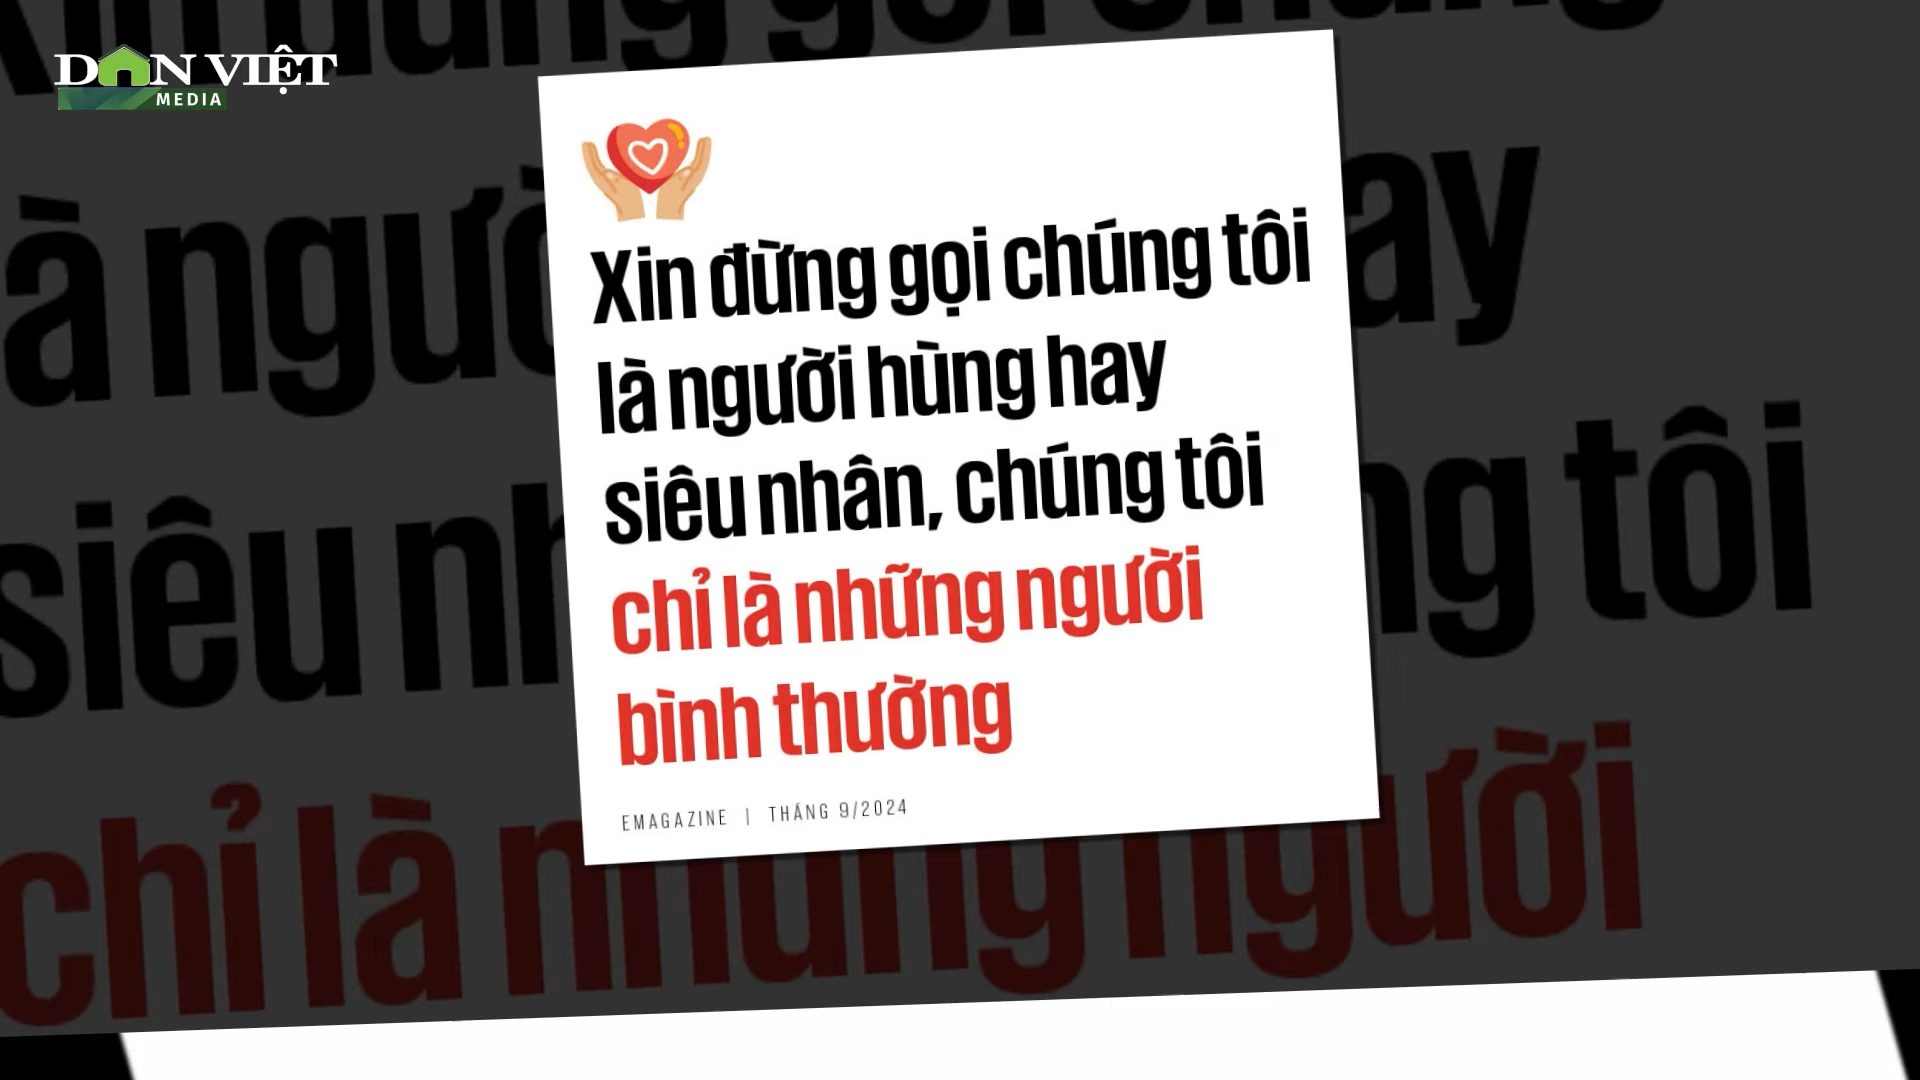 DÂN VIỆT
MEDIA
Xin đừng gọi chúng tôi
là người hùng hay
siêu nhân, chúng tôi
chỉ là những người
bình thường
EMAGAZINE | THÁNG 9/2024